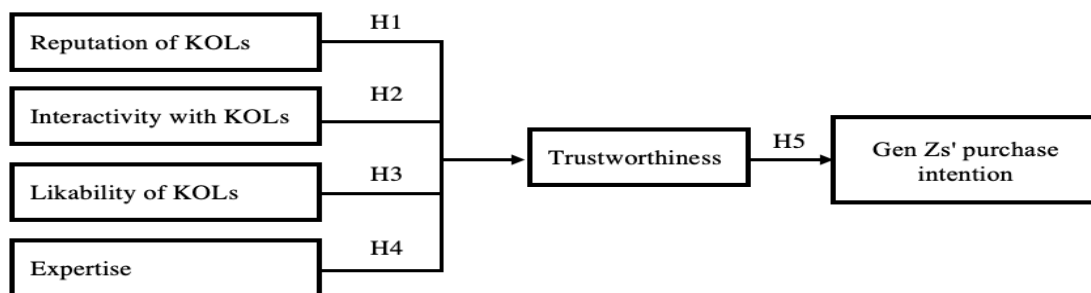 H1
Reputation of KOLs
H2
Interactivity with KOLs
H3
Likability of KOLs
H4
Expertise
Trustworthiness
H5
Gen Zs' purchase
intention